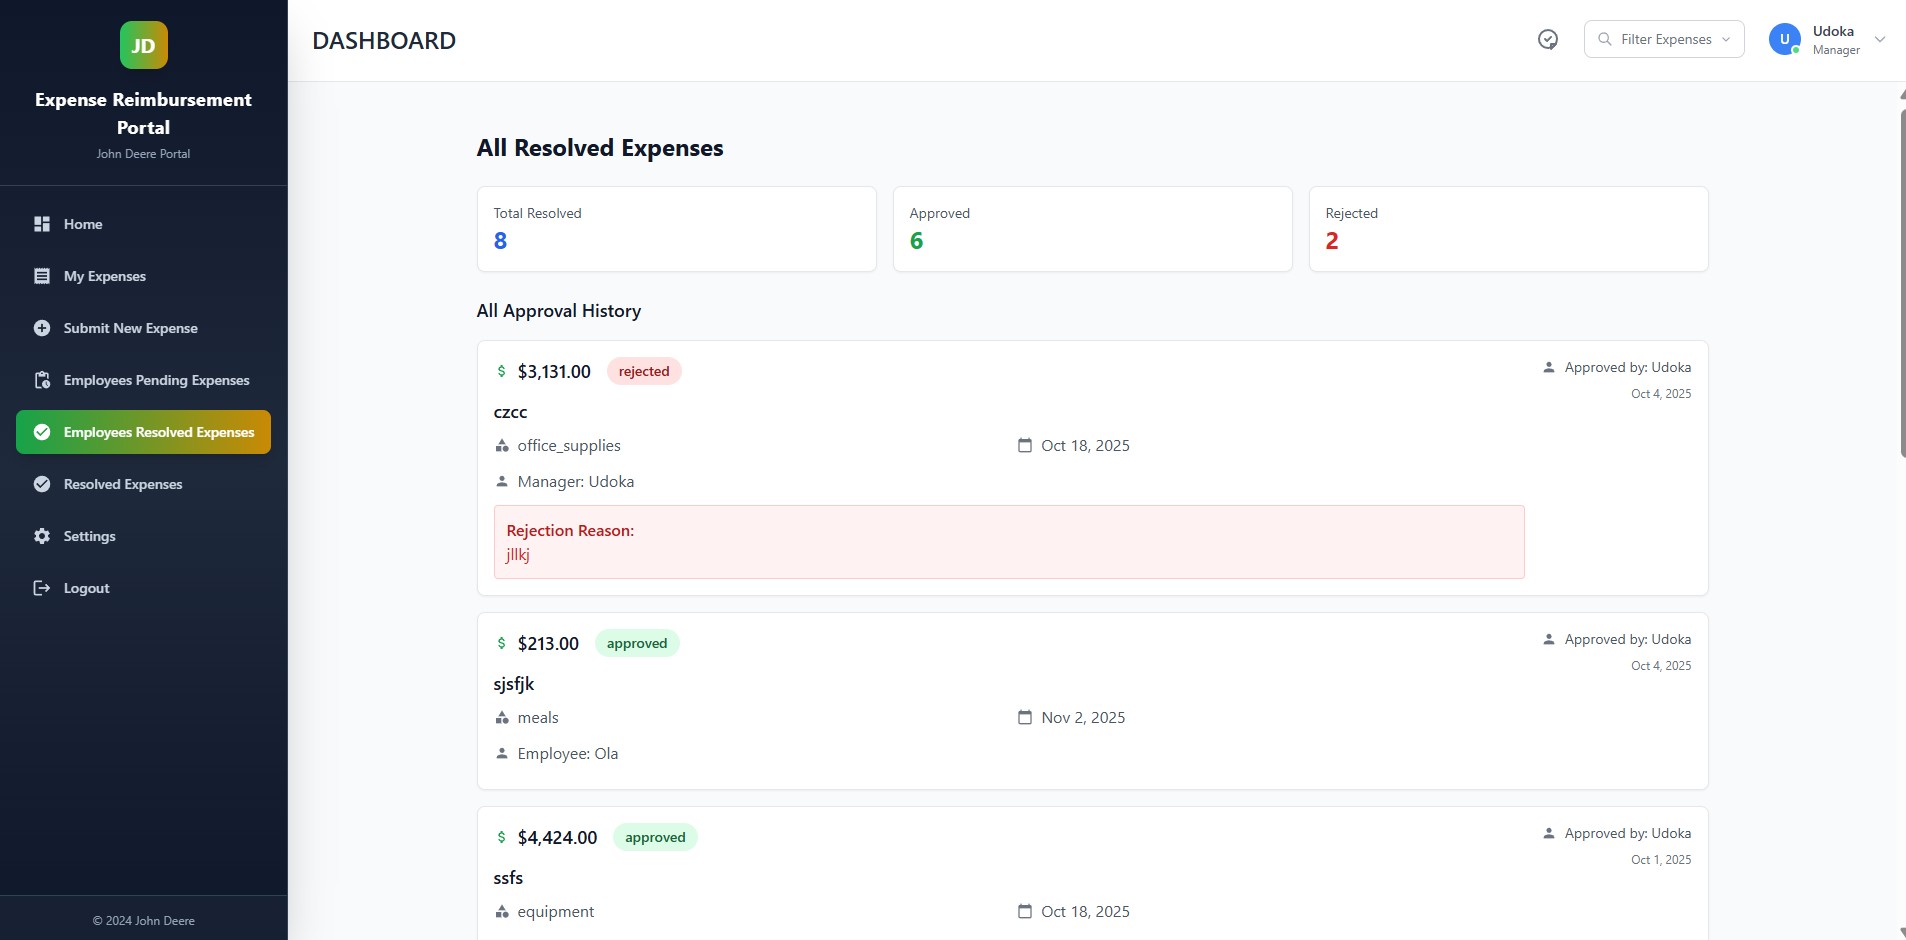 JD
Expense Reimbursement
Portal
John Deere Portal
Home
My Expenses
Submit New Expense
Employees Pending Expenses
Employees Resolved Expenses
Resolved Expenses
Settings
Logout
© 2024 John Deere
DASHBOARD
Filter Expenses
U
Udoka
Manager
All Resolved Expenses
Total Resolved
8
Approved
6
Rejected
2
All Approval History
$ $3,131.00 rejected
Approved by: Udoka
Oct 4, 2025
czcc
office_supplies
Oct 18, 2025
Manager: Udoka
Rejection Reason:
jllkj
$ $213.00 approved
Approved by: Udoka
Oct 4, 2025
sjsfjk
meals
Nov 2, 2025
Employee: Ola
$ $4,424.00 approved
Approved by: Udoka
Oct 1, 2025
ssfs
equipment
Oct 18, 2025